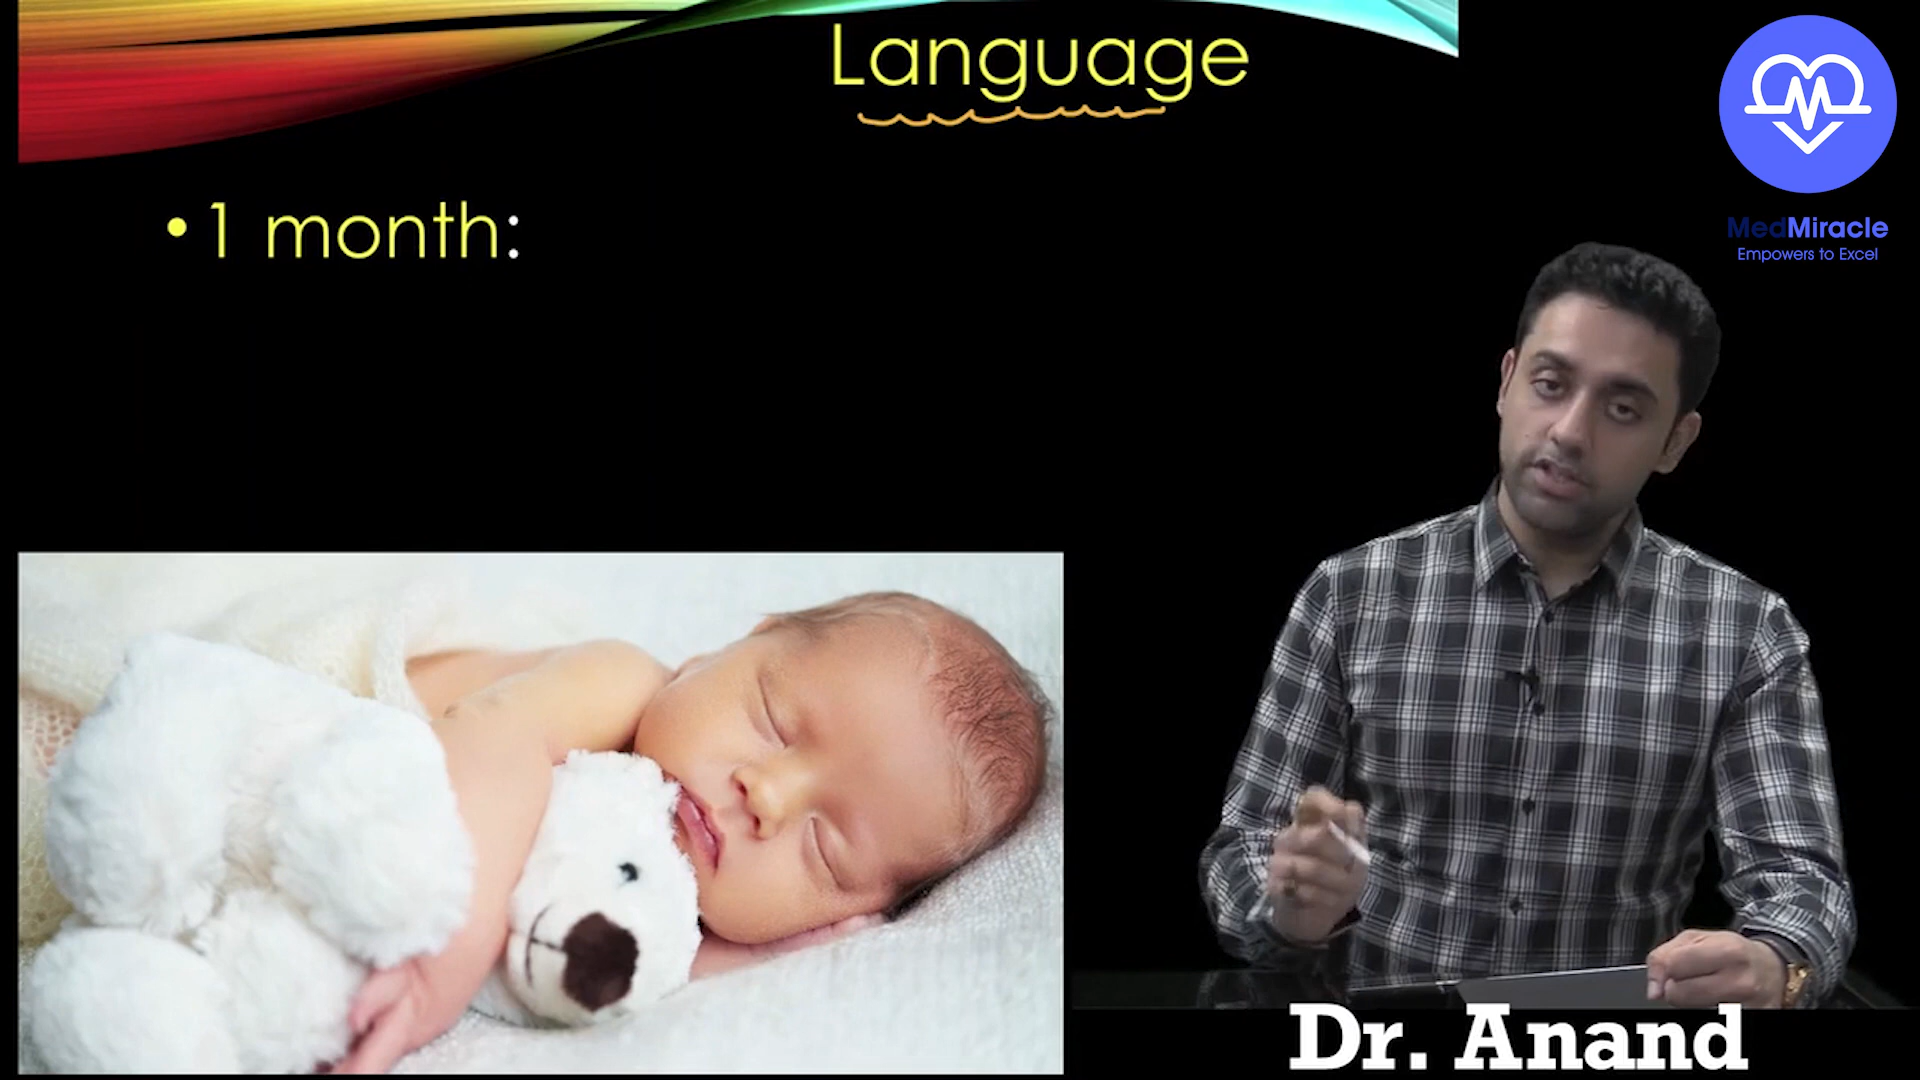 Language
• 1 month:
MedMiracle
Empowers to Excel
Dr. Anand